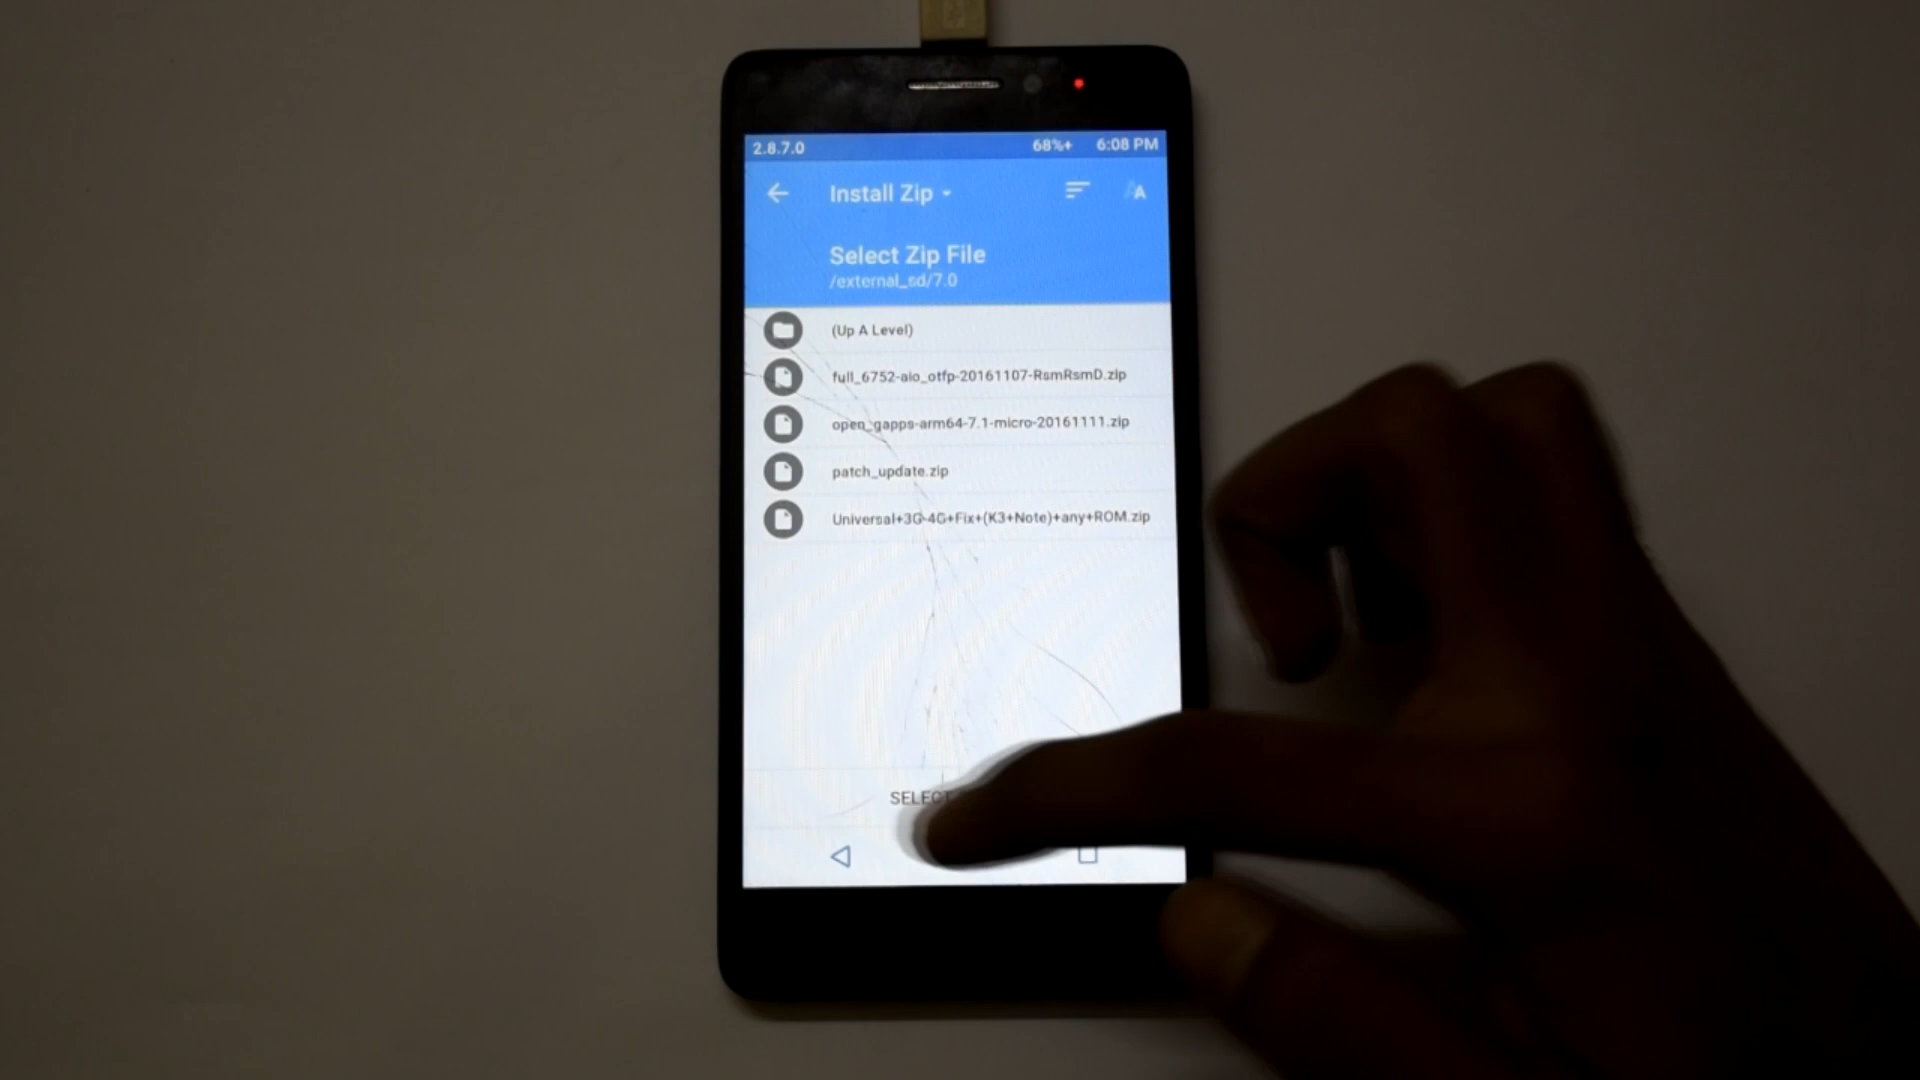 2.8.7.0 68%+ 6:08 PM
Install Zip
Select Zip File
/external_sd/7.0
(Up A Level)
full_6752-aio_otfp-20161107-RsmRsmD.zip
open_gapps-arm64-7.1-micro-20161111.zip
patch_update.zip
Universal+3G-4G+Fix+(K3+Note)+any+ROM.zip
SELECT